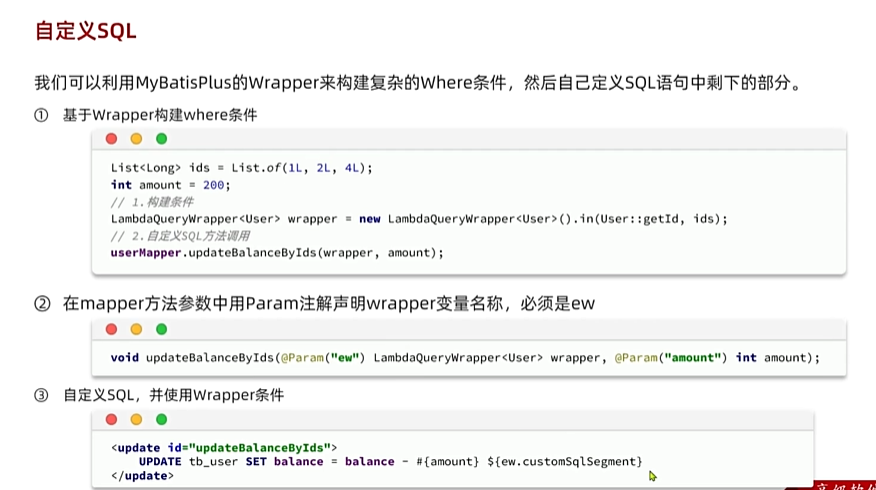 自定义SQL
我们可以利用MyBatisPlus的Wrapper来构建复杂的Where条件，然后自己定义SQL语句中剩下的部分。
① 基于Wrapper构建where条件
List<Long> ids = List.of(1L, 2L, 4L);
int amount = 200;
// 1.构建条件
LambdaQueryWrapper<User> wrapper = new LambdaQueryWrapper<User>().in(User::getId, ids);
// 2.自定义SQL方法调用
userMapper.updateBalanceByIds(wrapper, amount);
② 在mapper方法参数中用Param注解声明wrapper变量名称，必须是ew
void updateBalanceByIds(@Param("ew") LambdaQueryWrapper<User> wrapper, @Param("amount") int amount);
③ 自定义SQL，并使用Wrapper条件
<update id="updateBalanceByIds">
UPDATE tb_user SET balance = balance - #{amount} ${ew.customSqlSegment}
</update>